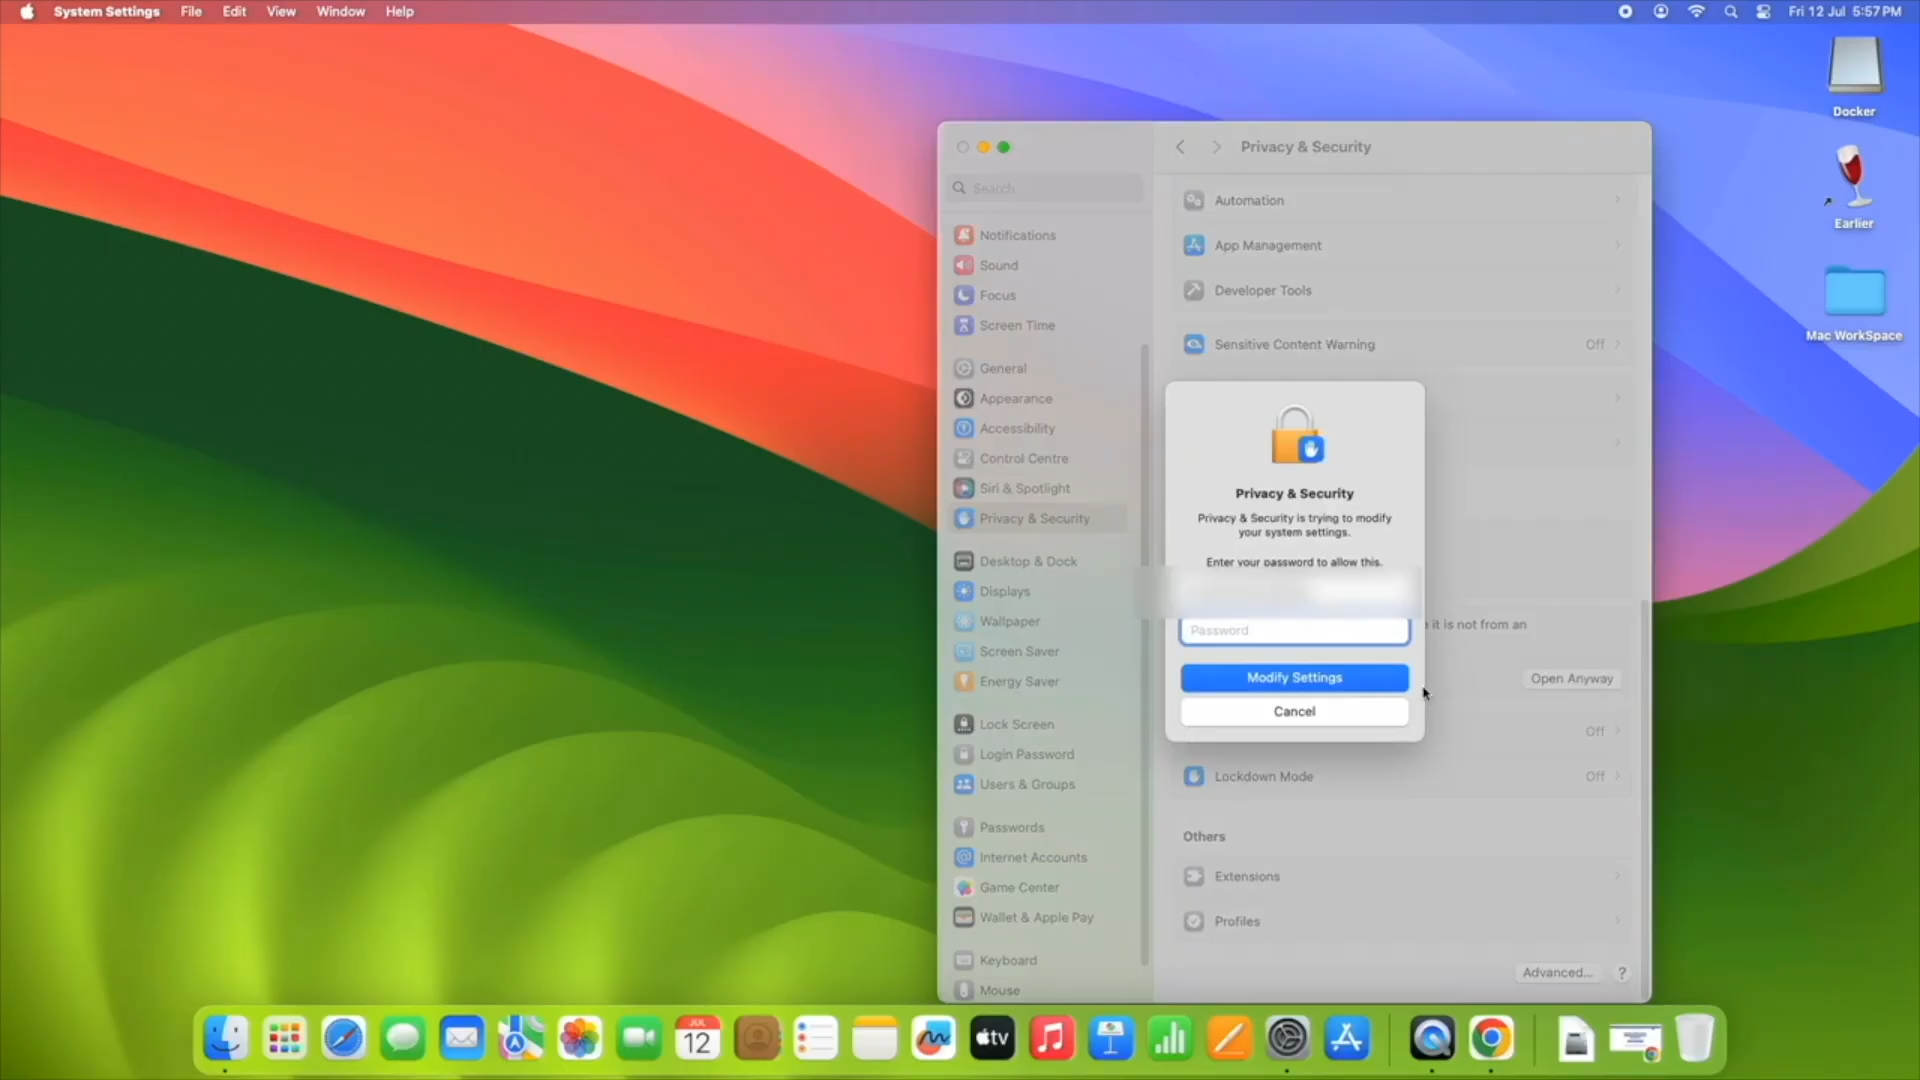 System Settings File Edit View Window Help
Fri 12 Jul 5:57 PM
Docker
Earlier
Mac WorkSpace
Privacy & Security
Search
Notifications
Sound
Focus
Screen Time
General
Appearance
Accessibility
Control Centre
Siri & Spotlight
Privacy & Security
Desktop & Dock
Displays
Wallpaper
Screen Saver
Energy Saver
Lock Screen
Login Password
Users & Groups
Passwords
Internet Accounts
Game Center
Wallet & Apple Pay
Keyboard
Mouse
Automation
App Management
Developer Tools
Sensitive Content Warning Off
Privacy & Security
Privacy & Security is trying to modify
your system settings.
Enter your password to allow this.
Password
Modify Settings
Cancel
it is not from an
Open Anyway
Off
Lockdown Mode Off
Others
Extensions
Profiles
Advanced... ?
JUL
12
tv